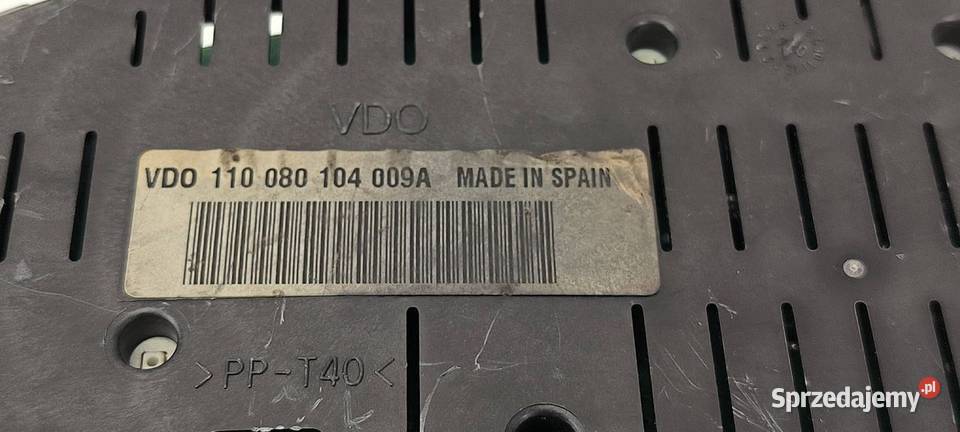 VDO
VDO 110 080 104 009A MADE IN SPAIN
>PP-T40<
Sprzedajemy.pl